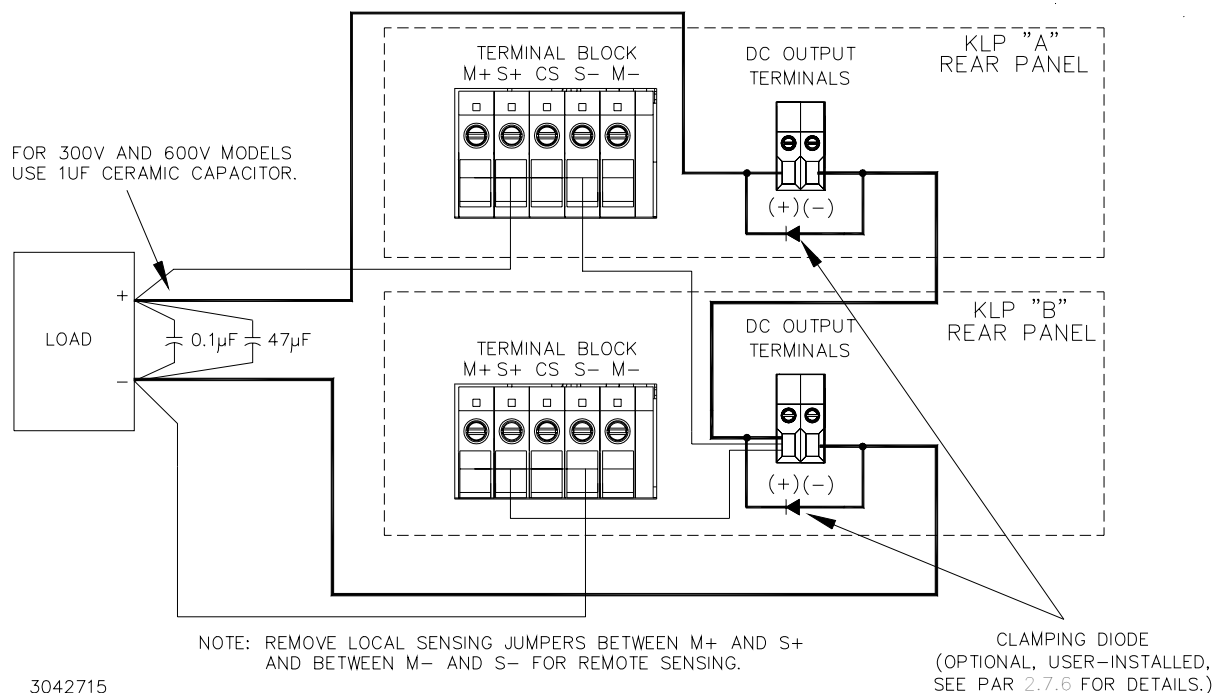 KLP "A"
REAR PANEL
TERMINAL BLOCK
M+ S+ CS S- M-
DC OUTPUT
TERMINALS
(+)(-)
FOR 300V AND 600V MODELS
USE 1UF CERAMIC CAPACITOR.
LOAD
+
-
0.1µF
47µF
KLP "B"
REAR PANEL
TERMINAL BLOCK
M+ S+ CS S- M-
DC OUTPUT
TERMINALS
(+)(-)
NOTE: REMOVE LOCAL SENSING JUMPERS BETWEEN M+ AND S+
AND BETWEEN M- AND S- FOR REMOTE SENSING.
CLAMPING DIODE
(OPTIONAL, USER-INSTALLED,
SEE PAR 2.7.6 FOR DETAILS.)
3042715